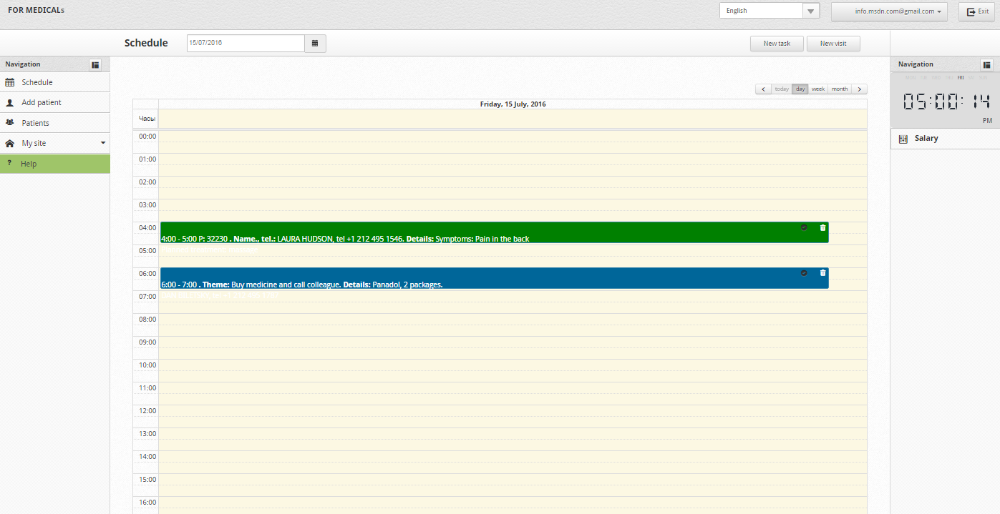 FOR MEDICALs
English
info.msdn.com@gmail.com
Exit
Schedule
15/07/2016
New task
New visit
Navigation
Schedule
Add patient
Patients
My site
? Help
today
day
week
month
Friday, 15 July, 2016
Часы
00:00
01:00
02:00
03:00
04:00
4:00 - 5:00 P: 32230 . Name., tel.: LAURA HUDSON, tel +1 212 495 1546. Details: Symptoms: Pain in the back
05:00
06:00
6:00 - 7:00 . Theme: Buy medicine and call colleague. Details: Panadol, 2 packages.
07:00
08:00
09:00
10:00
11:00
12:00
13:00
14:00
15:00
16:00
Navigation
MON TUE WED THU FRI SAT SUN
05:00:14
PM
Salary